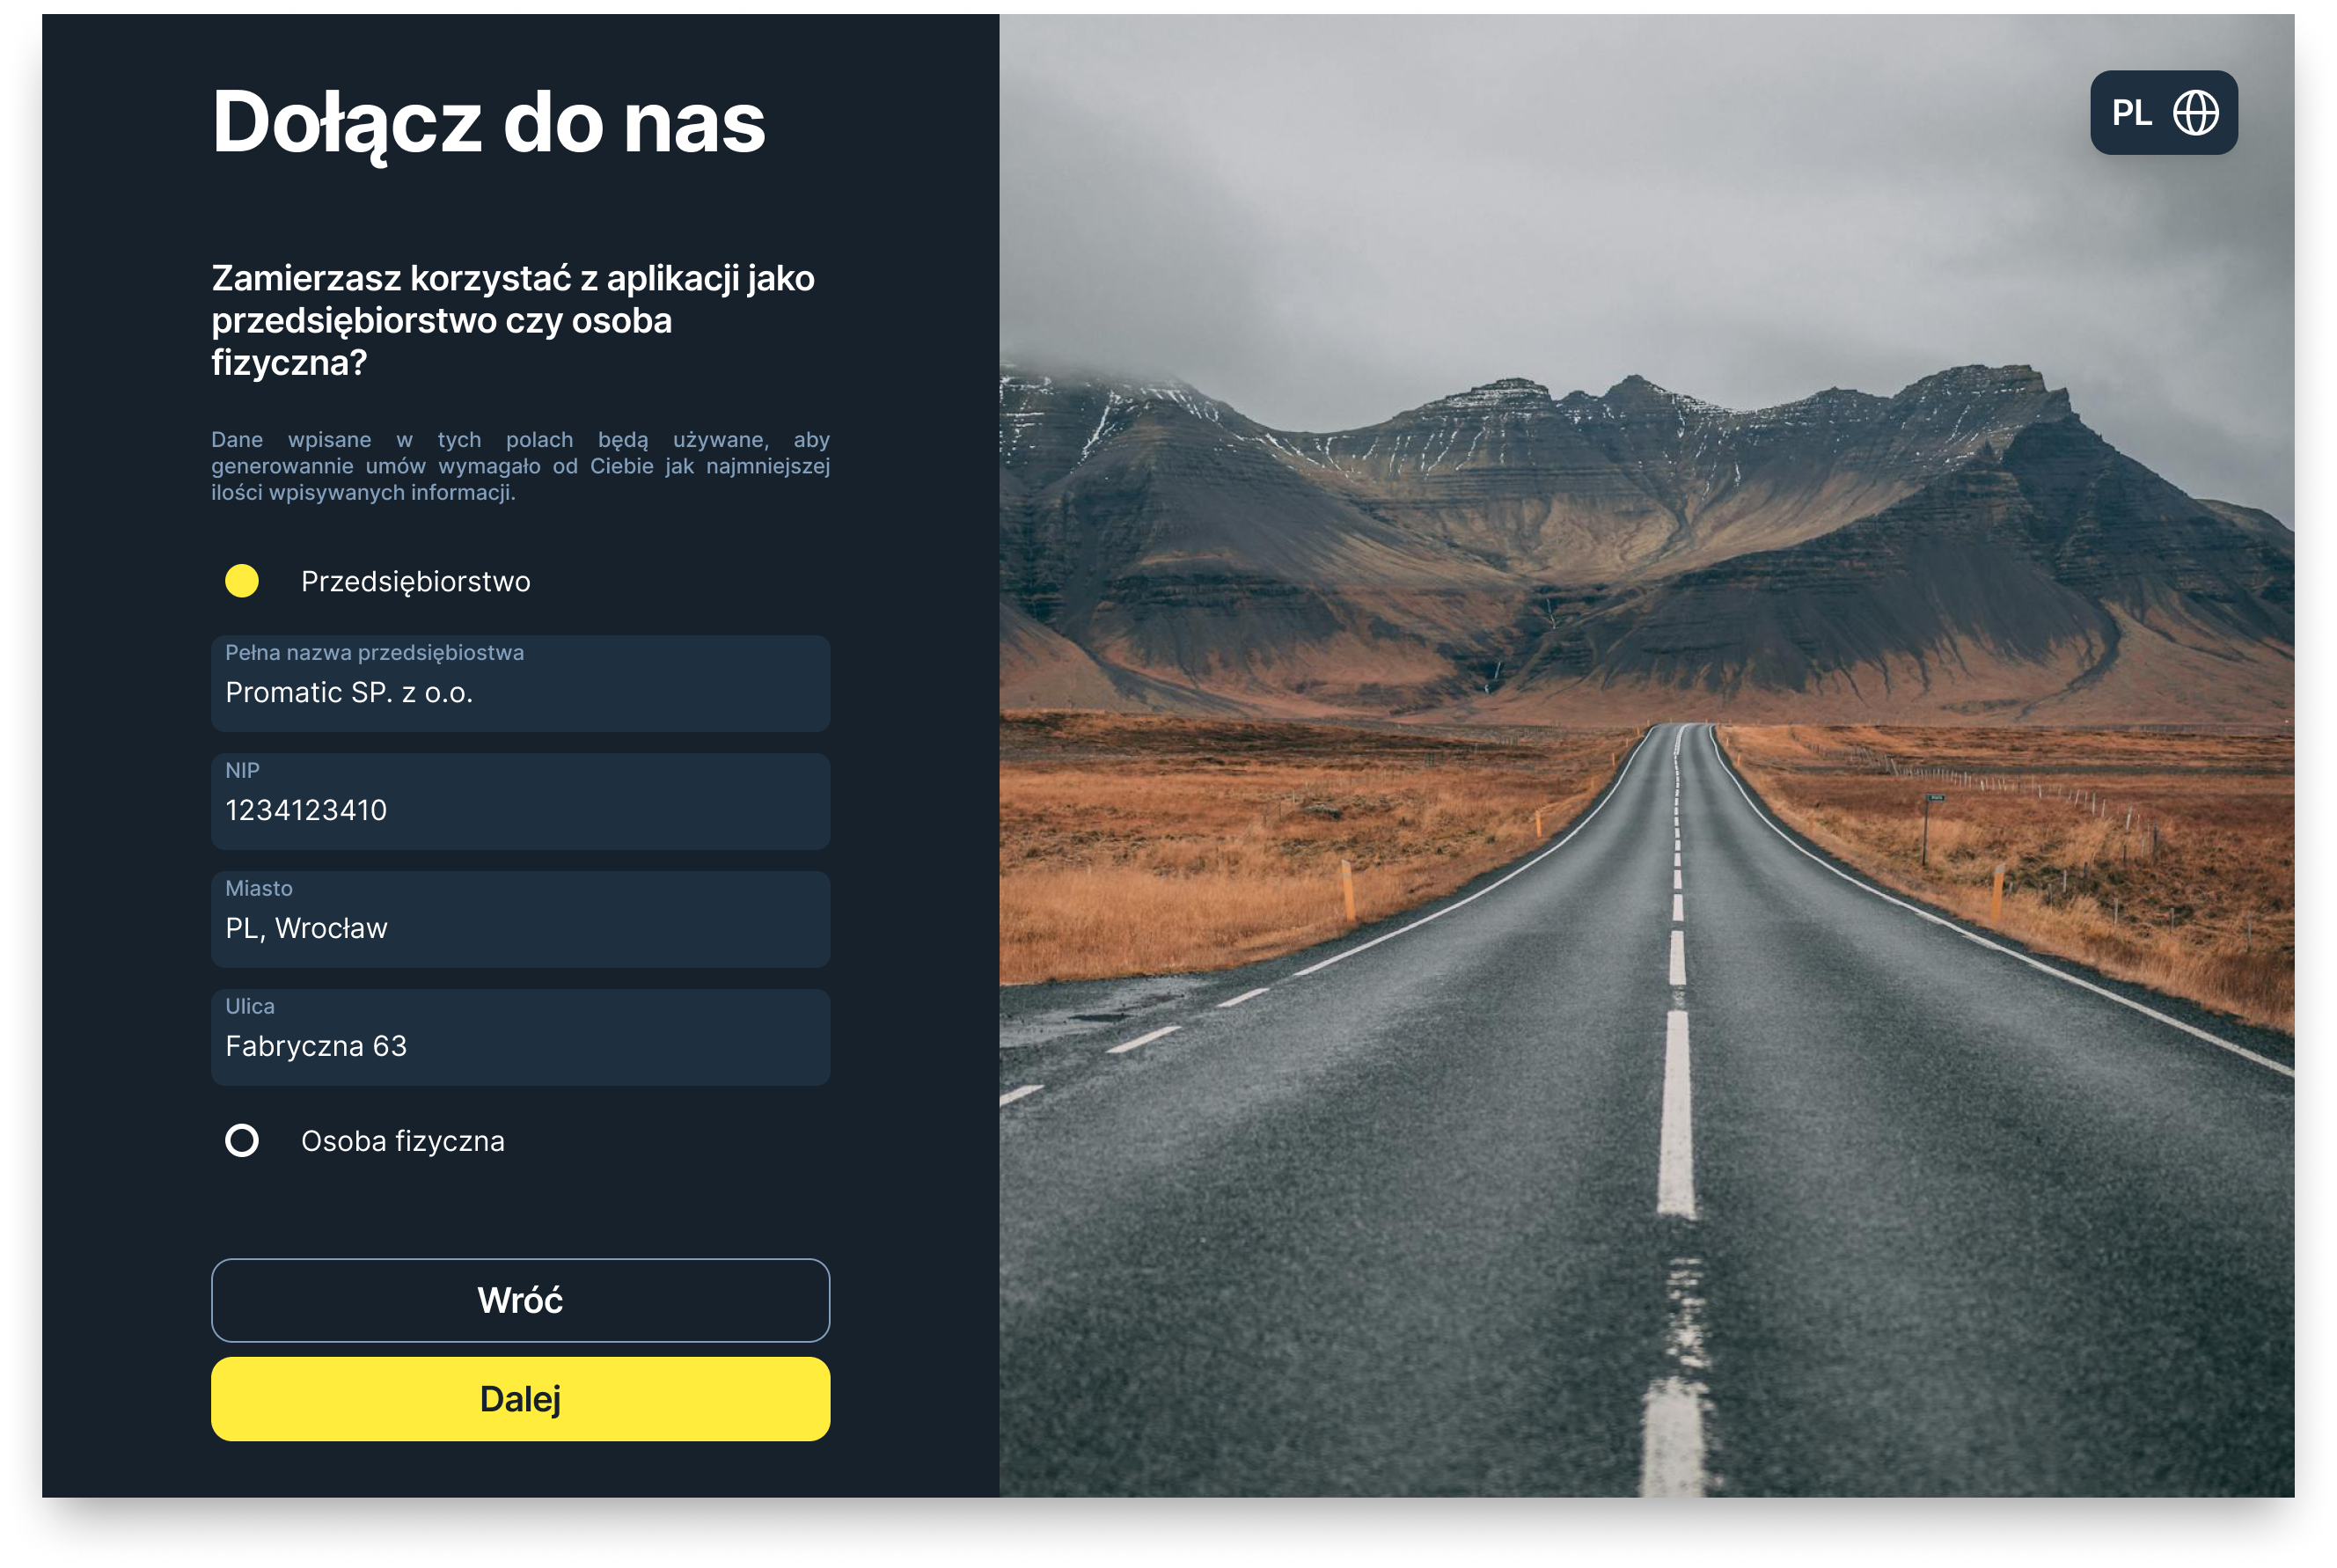 Dołącz do nas
PL
Zamierzasz korzystać z aplikacji jako
przedsiębiorstwo czy osoba
fizyczna?
Dane wpisane w tych polach będą używane, aby
generowannie umów wymagało od Ciebie jak najmniejszej
ilości wpisywanych informacji.
Przedsiębiorstwo
Pełna nazwa przedsiębiostwa
Promatic SP. z o.o.
NIP
1234123410
Miasto
PL, Wrocław
Ulica
Fabryczna 63
Osoba fizyczna
Wróć
Dalej